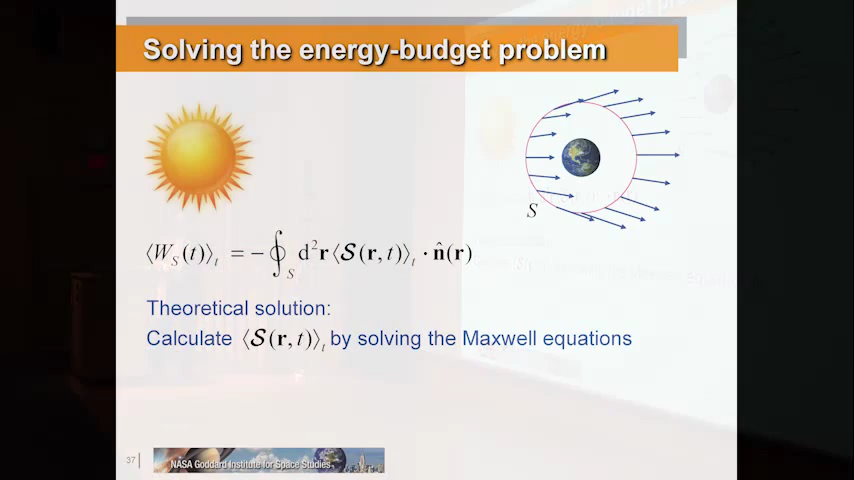 Solving the energy-budget problem
S
⟨W_S(t)⟩_t = −∮_S d²r⟨𝓢(r,t)⟩_t · n̂(r)
Theoretical solution:
Calculate ⟨𝓢(r,t)⟩_t by solving the Maxwell equations
37
NASA Goddard Institute for Space Studies